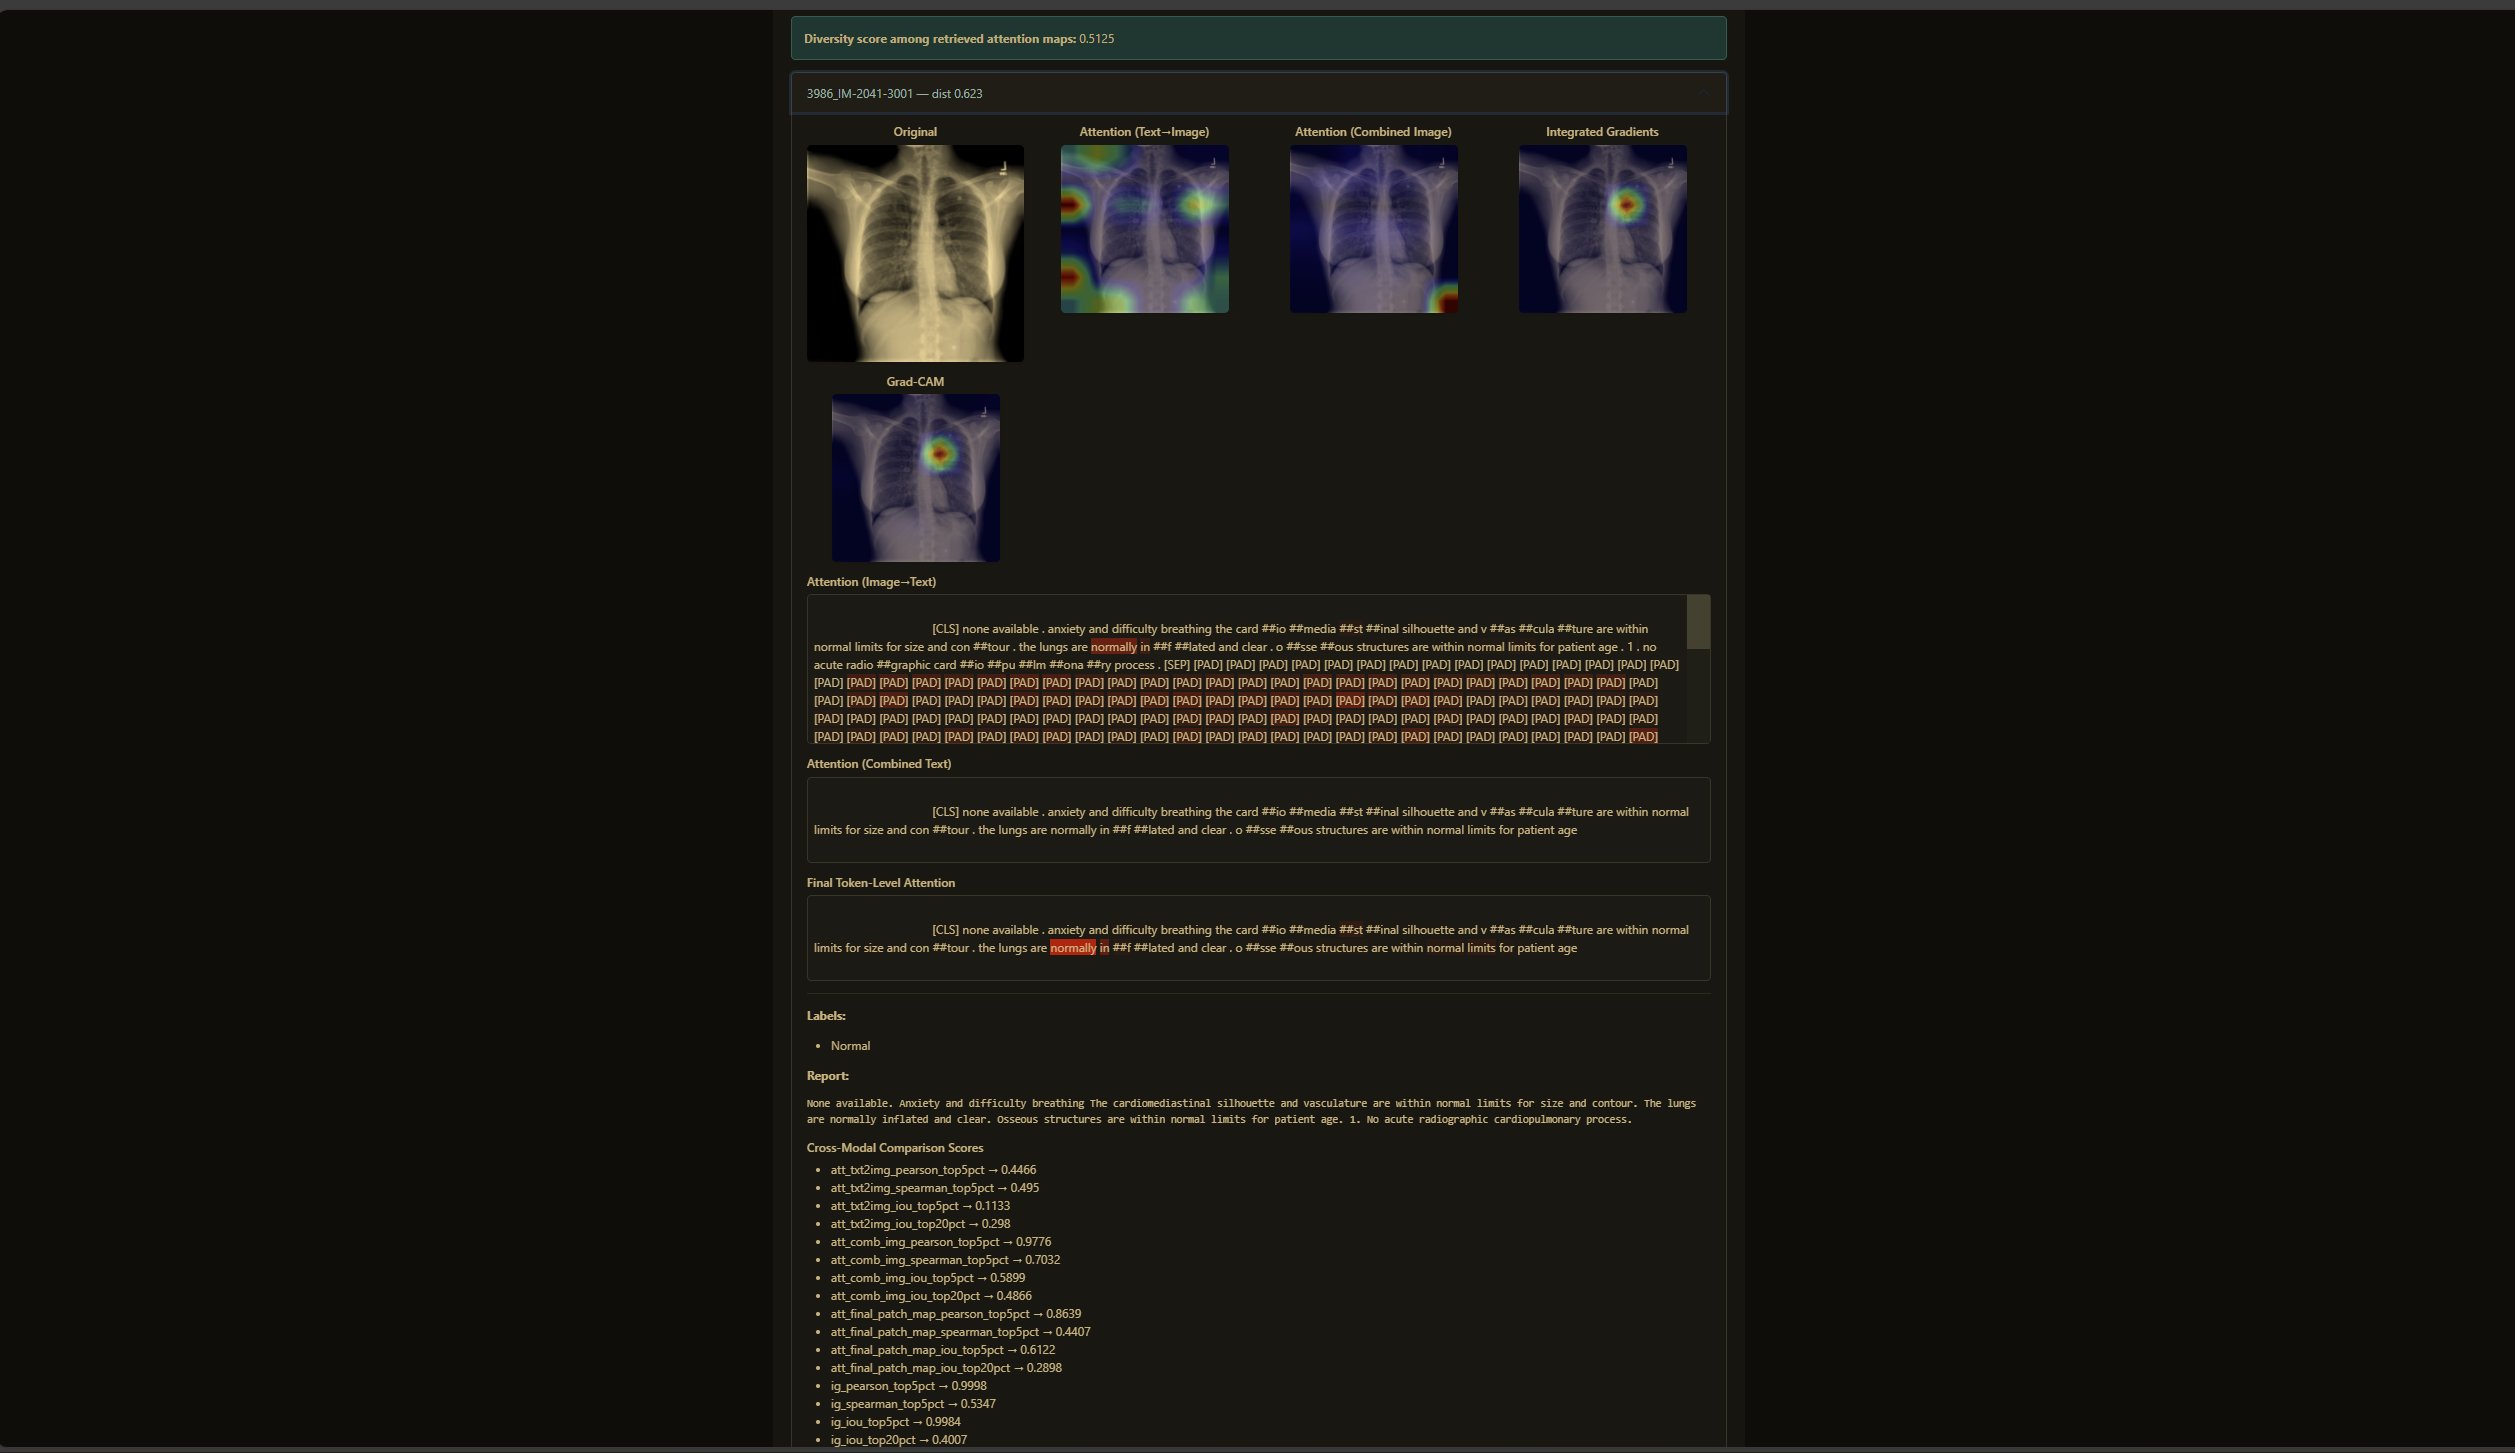 Diversity score among retrieved attention maps: 0.5125
3986_IM-2041-3001 — dist 0.623
Original
Attention (Text→Image)
Attention (Combined Image)
Integrated Gradients
Grad-CAM
Attention (Image→Text)
[CLS] none available . anxiety and difficulty breathing the card ##io ##media ##st ##inal silhouette and v ##as ##cula ##ture are within
normal limits for size and con ##tour . the lungs are normally in ##f ##lated and clear . o ##sse ##ous structures are within normal limits for patient age . 1 . no
acute radio ##graphic card ##io ##pu ##lm ##ona ##ry process . [SEP] [PAD] [PAD] [PAD] [PAD] [PAD] [PAD] [PAD] [PAD] [PAD] [PAD] [PAD] [PAD] [PAD] [PAD] [PAD]
[PAD] [PAD] [PAD] [PAD] [PAD] [PAD] [PAD] [PAD] [PAD] [PAD] [PAD] [PAD] [PAD] [PAD] [PAD] [PAD] [PAD] [PAD] [PAD] [PAD] [PAD] [PAD] [PAD] [PAD] [PAD] [PAD]
[PAD] [PAD] [PAD] [PAD] [PAD] [PAD] [PAD] [PAD] [PAD] [PAD] [PAD] [PAD] [PAD] [PAD] [PAD] [PAD] [PAD] [PAD] [PAD] [PAD] [PAD] [PAD] [PAD] [PAD] [PAD] [PAD]
[PAD] [PAD] [PAD] [PAD] [PAD] [PAD] [PAD] [PAD] [PAD] [PAD] [PAD] [PAD] [PAD] [PAD] [PAD] [PAD] [PAD] [PAD] [PAD] [PAD] [PAD] [PAD] [PAD] [PAD] [PAD] [PAD]
[PAD] [PAD] [PAD] [PAD] [PAD] [PAD] [PAD] [PAD] [PAD] [PAD] [PAD] [PAD] [PAD] [PAD] [PAD] [PAD] [PAD] [PAD] [PAD] [PAD] [PAD] [PAD] [PAD] [PAD] [PAD] [PAD]
Attention (Combined Text)
[CLS] none available . anxiety and difficulty breathing the card ##io ##media ##st ##inal silhouette and v ##as ##cula ##ture are within normal
limits for size and con ##tour . the lungs are normally in ##f ##lated and clear . o ##sse ##ous structures are within normal limits for patient age
Final Token-Level Attention
[CLS] none available . anxiety and difficulty breathing the card ##io ##media ##st ##inal silhouette and v ##as ##cula ##ture are within normal
limits for size and con ##tour . the lungs are normally in ##f ##lated and clear . o ##sse ##ous structures are within normal limits for patient age
Labels:
• Normal
Report:
None available. Anxiety and difficulty breathing The cardiomediastinal silhouette and vasculature are within normal limits for size and contour. The lungs
are normally inflated and clear. Osseous structures are within normal limits for patient age. 1. No acute radiographic cardiopulmonary process.
Cross-Modal Comparison Scores
• att_txt2img_pearson_top5pct → 0.4466
• att_txt2img_spearman_top5pct → 0.495
• att_txt2img_iou_top5pct → 0.1133
• att_txt2img_iou_top20pct → 0.298
• att_comb_img_pearson_top5pct → 0.9776
• att_comb_img_spearman_top5pct → 0.7032
• att_comb_img_iou_top5pct → 0.5899
• att_comb_img_iou_top20pct → 0.4866
• att_final_patch_map_pearson_top5pct → 0.8639
• att_final_patch_map_spearman_top5pct → 0.4407
• att_final_patch_map_iou_top5pct → 0.6122
• att_final_patch_map_iou_top20pct → 0.2898
• ig_pearson_top5pct → 0.9998
• ig_spearman_top5pct → 0.5347
• ig_iou_top5pct → 0.9984
• ig_iou_top20pct → 0.4007